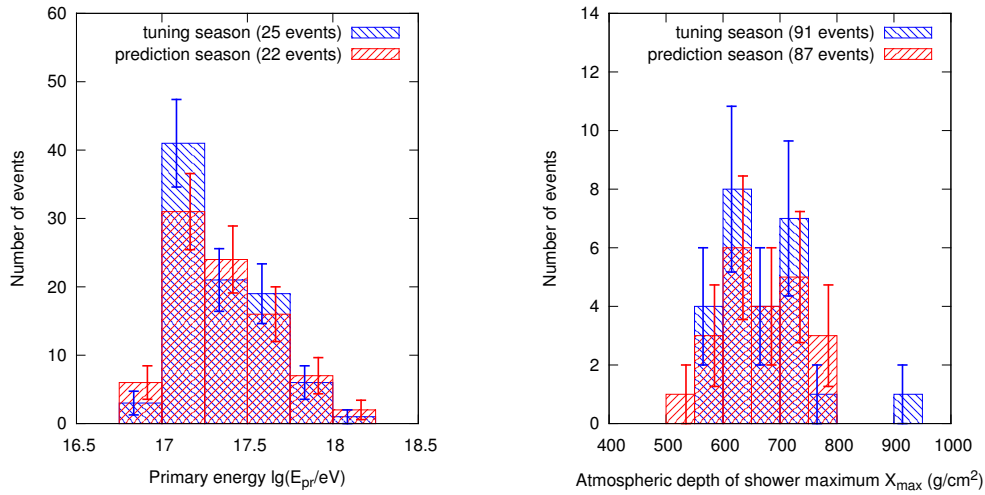 tuning season (25 events)
prediction season (22 events)
Number of events
60
50
40
30
20
10
0
16.5 17 17.5 18 18.5
Primary energy lg(E_pr/eV)
tuning season (91 events)
prediction season (87 events)
Number of events
14
12
10
8
6
4
2
0
400 500 600 700 800 900 1000
Atmospheric depth of shower maximum X_max (g/cm²)